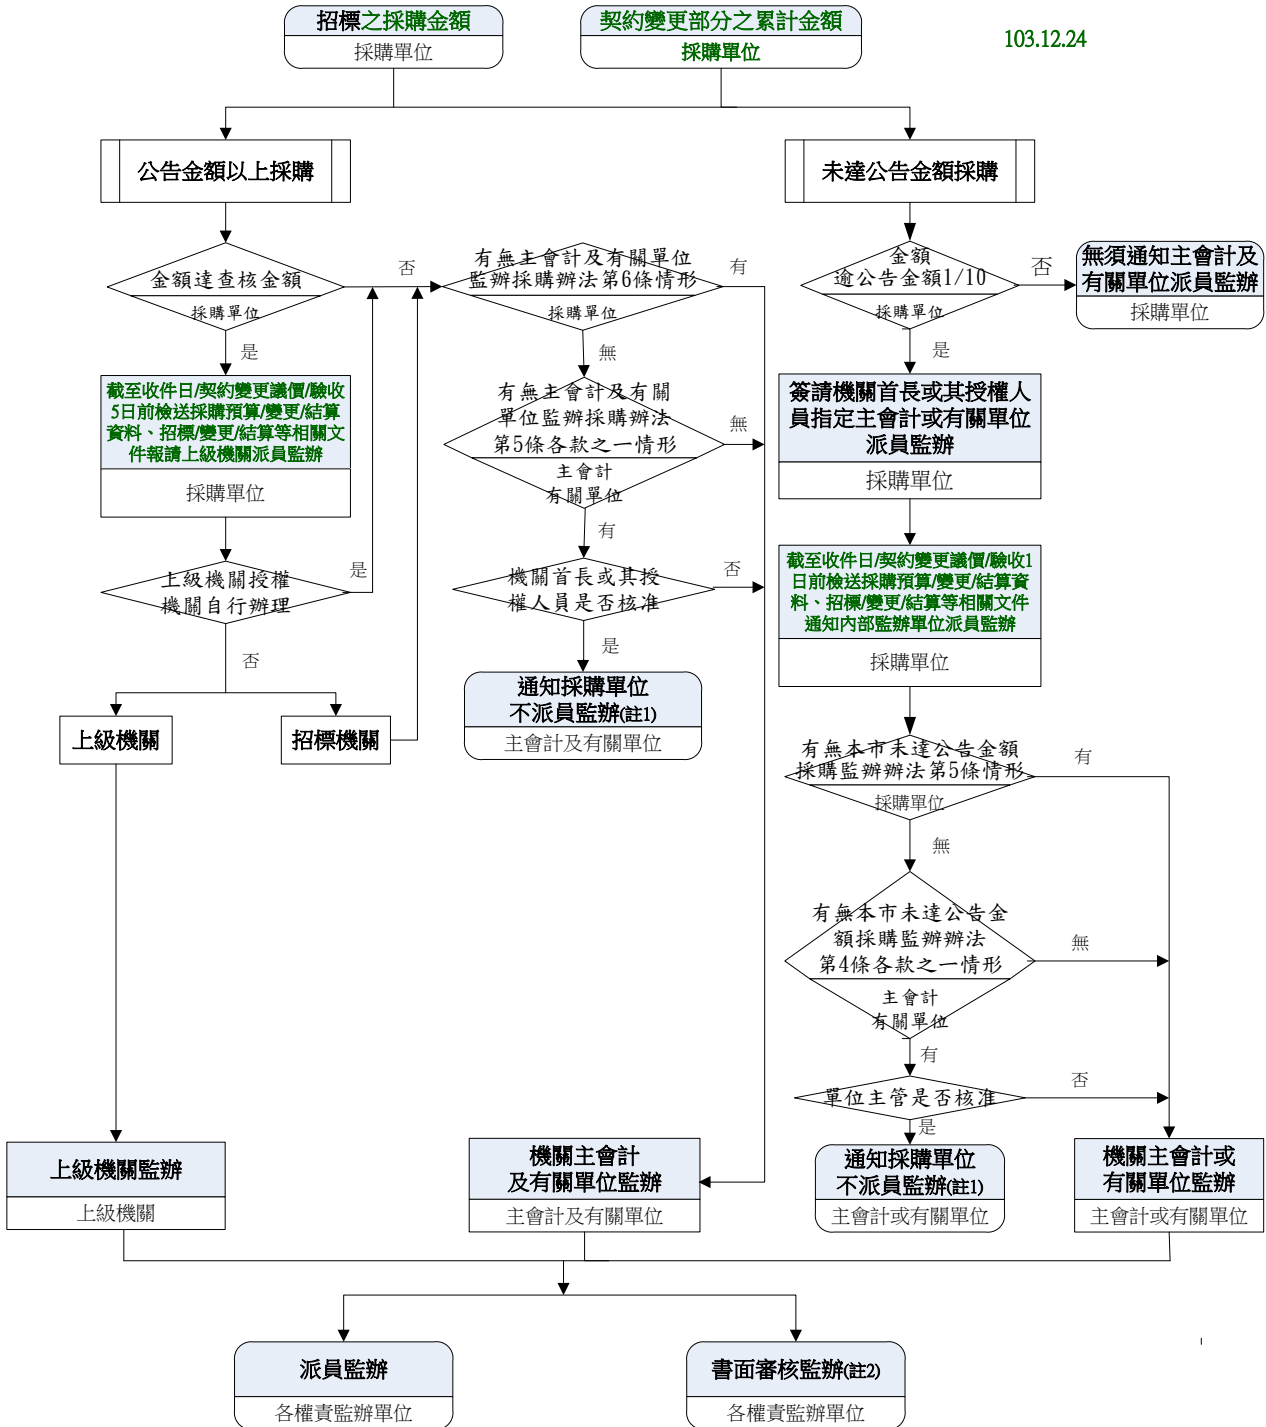 招標之採購金額
採購單位
契約變更部分之累計金額
採購單位
103.12.24
公告金額以上採購
未達公告金額採購
金額達查核金額
採購單位
否
是
有無主會計及有關單位
監辦採購辦法第6條情形
採購單位
有
無
金額
逾公告金額1/10
採購單位
否
是
無須通知主會計及
有關單位派員監辦
採購單位
截至收件日/契約變更議價/驗收
5日前檢送採購預算/變更/結算
資料、招標/變更/結算等相關文
件報請上級機關派員監辦
採購單位
有無主會計及有關
單位監辦採購辦法
第5條各款之一情形
主會計
有關單位
無
有
簽請機關首長或其授權人
員指定主會計或有關單位
派員監辦
採購單位
上級機關授權
機關自行辦理
是
否
機關首長或其授
權人員是否核准
否
是
截至收件日/契約變更議價/驗收1
日前檢送採購預算/變更/結算資
料、招標/變更/結算等相關文件
通知內部監辦單位派員監辦
採購單位
上級機關
招標機關
通知採購單位
不派員監辦(註1)
主會計及有關單位
有無本市未達公告金額
採購監辦辦法第5條情形
採購單位
有
無
有無本市未達公告金
額採購監辦辦法
第4條各款之一情形
主會計
有關單位
無
有
單位主管是否核准
否
是
上級機關監辦
上級機關
機關主會計
及有關單位監辦
主會計及有關單位
通知採購單位
不派員監辦(註1)
主會計或有關單位
機關主會計或
有關單位監辦
主會計或有關單位
派員監辦
各權責監辦單位
書面審核監辦(註2)
各權責監辦單位